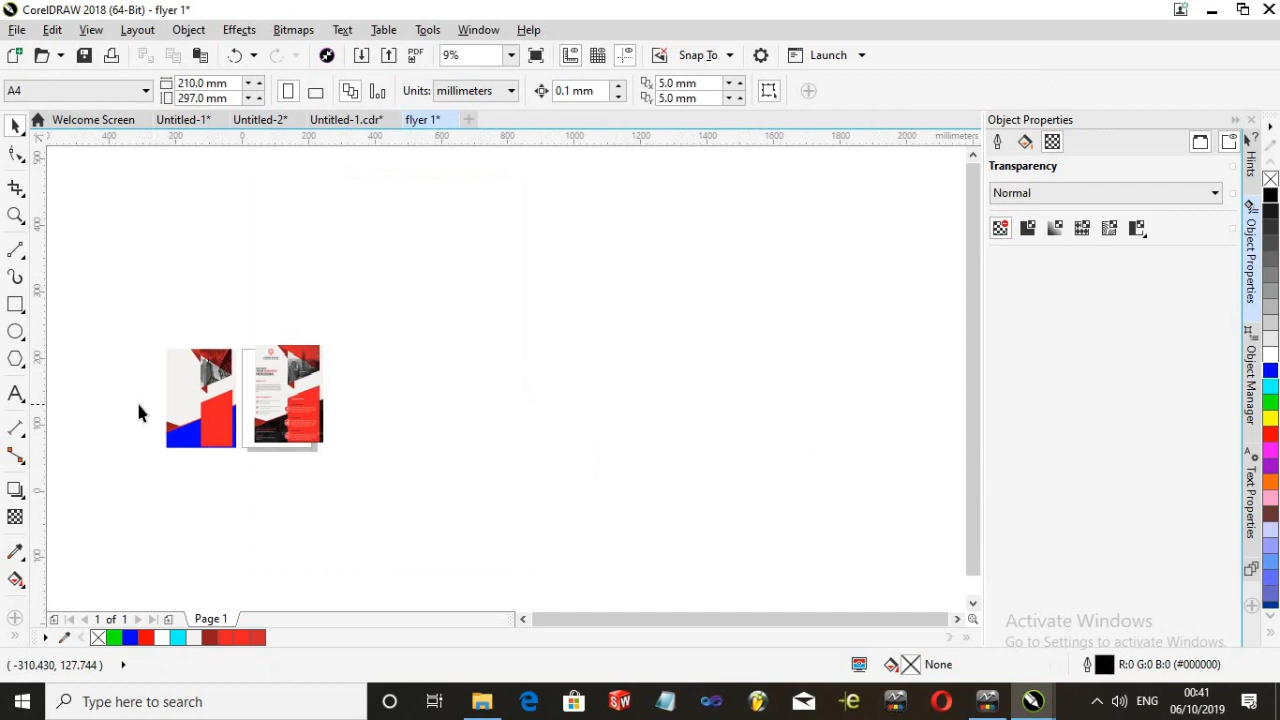 CorelDRAW 2018 (64-Bit) - flyer 1*
File Edit View Layout Object Effects Bitmaps Text Table Tools Window Help
PDF 9% Snap To Launch
A4 210.0 mm 297.0 mm Units: millimeters 0.1 mm 5.0 mm 5.0 mm
Welcome Screen Untitled-1* Untitled-2* Untitled-1.cdr* flyer 1*
400 200 0 200 400 600 800 1000 1200 1400 1600 1800 2000 millimeters
Object Properties
Transparency
Normal
Hints
Object Properties
Object Manager
Text Properties
1 of 1 Page 1
Activate Windows
Go to Settings to activate Windows.
( -310.430, 127.744 ) None R:0 G:0 B:0 (#000000)
Type here to search
ENG 00:41 06/10/2019